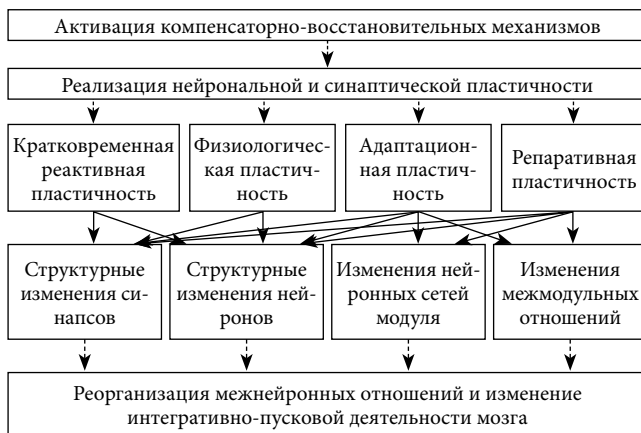 Активация компенсаторно-восстановительных механизмов
Реализация нейрональной и синаптической пластичности
Кратковременная
реактивная
пластичность
Физиологичес-
кая пластич-
ность
Адаптацион-
ная пластич-
ность
Репаративная
пластичность
Структурные
изменения си-
напсов
Структурные
изменения ней-
ронов
Изменения ней-
ронных сетей
модуля
Изменения
межмодульных
отношений
Реорганизация межнейронных отношений и изменение
интегративно-пусковой деятельности мозга